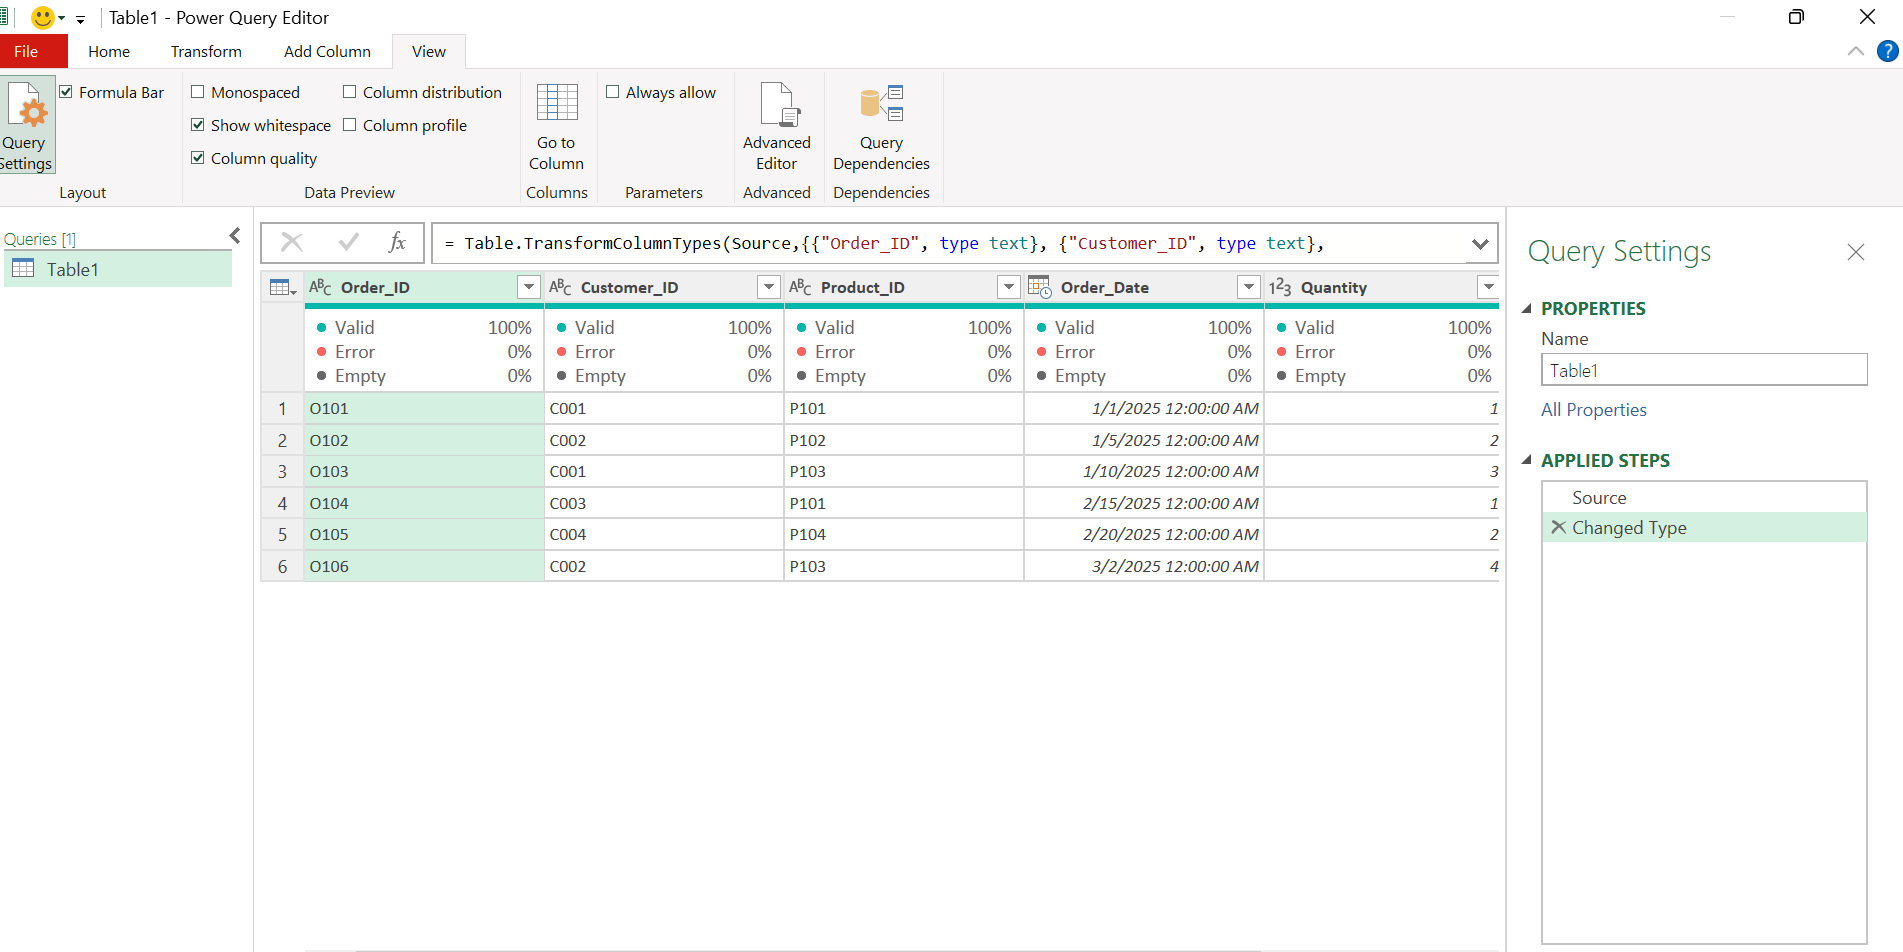 Table1 - Power Query Editor
File Home Transform Add Column View
?
Formula Bar Monospaced Column distribution Always allow
Show whitespace Column profile
Column quality
Query Settings
Go to Column
Advanced Editor
Query Dependencies
Layout Data Preview Columns Parameters Advanced Dependencies
Queries [1]
Table1
fx
= Table.TransformColumnTypes(Source,{{"Order_ID", type text}, {"Customer_ID", type text},
ABC Order_ID ABC Customer_ID ABC Product_ID Order_Date 123 Quantity
Valid 100% Valid 100% Valid 100% Valid 100% Valid 100%
Error 0% Error 0% Error 0% Error 0% Error 0%
Empty 0% Empty 0% Empty 0% Empty 0% Empty 0%
1 O101 C001 P101 1/1/2025 12:00:00 AM 1
2 O102 C002 P102 1/5/2025 12:00:00 AM 2
3 O103 C001 P103 1/10/2025 12:00:00 AM 3
4 O104 C003 P101 2/15/2025 12:00:00 AM 1
5 O105 C004 P104 2/20/2025 12:00:00 AM 2
6 O106 C002 P103 3/2/2025 12:00:00 AM 4
Query Settings
PROPERTIES
Name
Table1
All Properties
APPLIED STEPS
Source
Changed Type